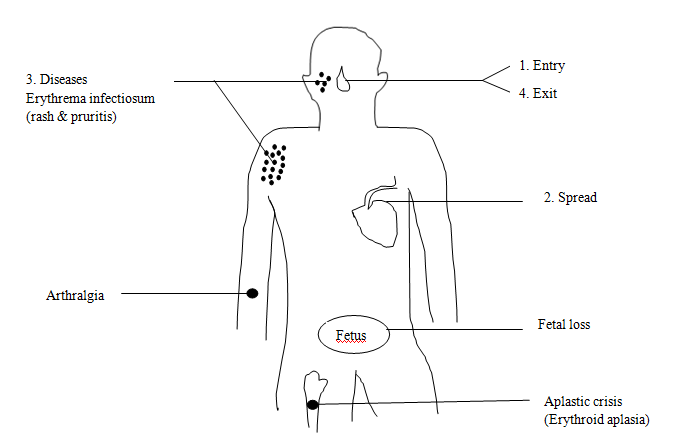 3. Diseases
Erythrema infectiosum
(rash & pruritis)
1. Entry
4. Exit
2. Spread
Arthralgia
Fetus
Fetal loss
Aplastic crisis
(Erythroid aplasia)